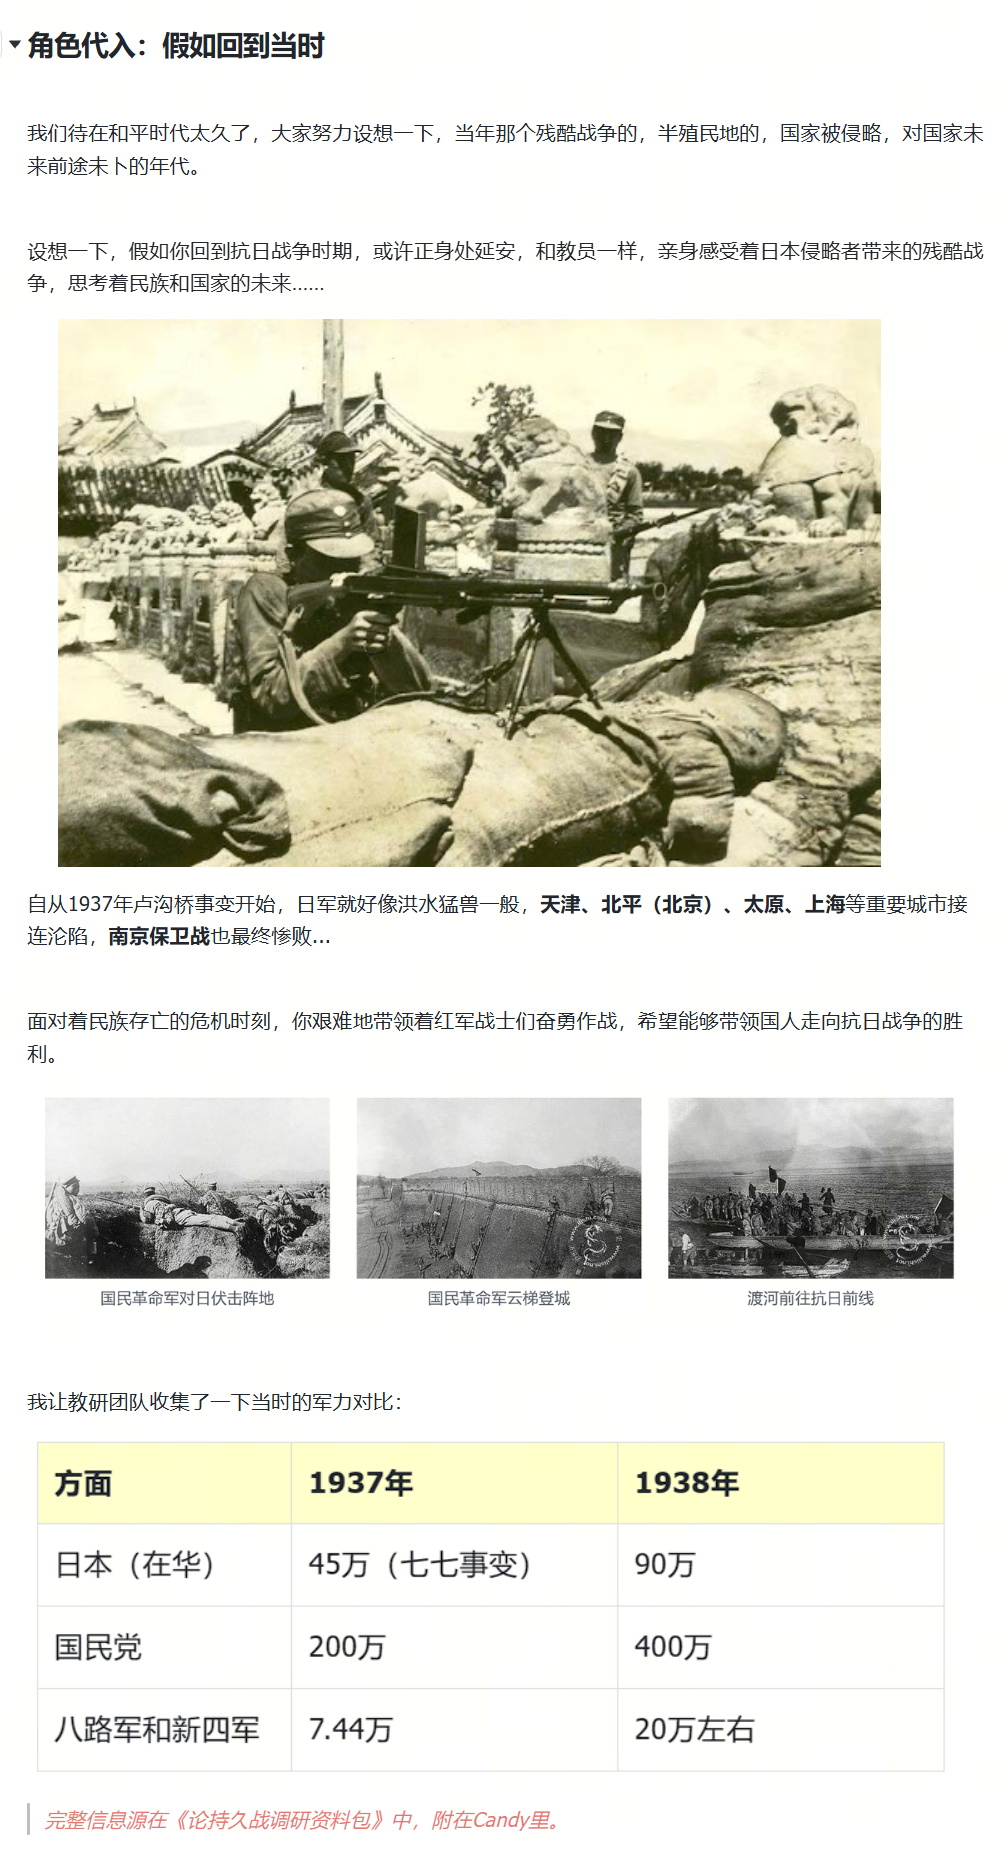 角色代入：假如回到当时
我们待在和平时代太久了，大家努力设想一下，当年那个残酷战争的，半殖民地的，国家被侵略，对国家未
来前途未卜的年代。
设想一下，假如你回到抗日战争时期，或许正身处延安，和教员一样，亲身感受着日本侵略者带来的残酷战
争，思考着民族和国家的未来......
自从1937年卢沟桥事变开始，日军就好像洪水猛兽一般，天津、北平（北京）、太原、上海等重要城市接
连沦陷，南京保卫战也最终惨败...
面对着民族存亡的危机时刻，你艰难地带领着红军战士们奋勇作战，希望能够带领国人走向抗日战争的胜
利。
国民革命军对日伏击阵地
国民革命军云梯登城
渡河前往抗日前线
我让教研团队收集了一下当时的军力对比：
方面 1937年 1938年
日本（在华） 45万（七七事变） 90万
国民党 200万 400万
八路军和新四军 7.44万 20万左右
完整信息源在《论持久战调研资料包》中，附在Candy里。